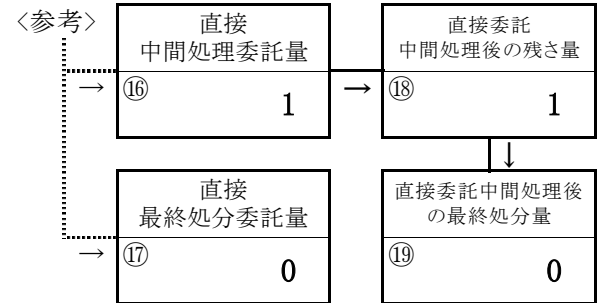 〈参考〉
直接
中間処理委託量
⑯
1
→
→
直接委託
中間処理後の残さ量
⑱
1
↓
直接
最終処分委託量
⑰
0
→
直接委託中間処理後
の最終処分量
⑲
0